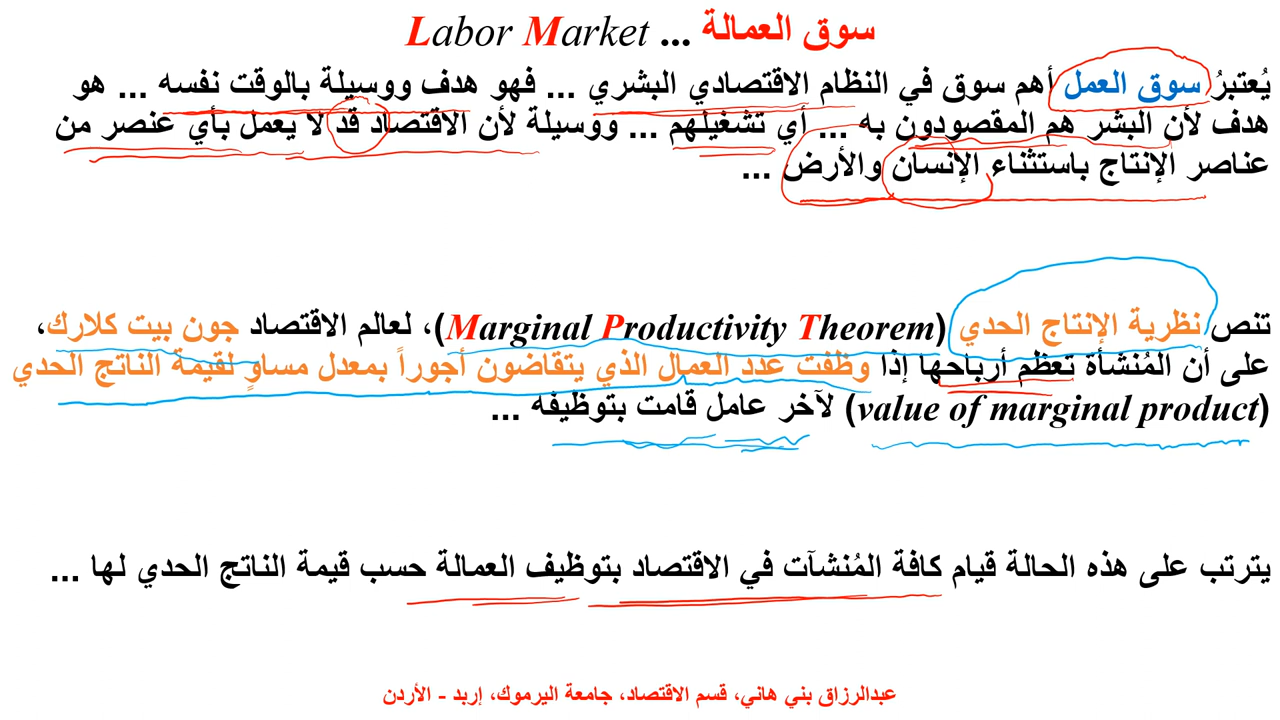 سوق العمالة ... Labor Market
يُعتبرُ سوق العمل أهم سوق في النظام الاقتصادي البشري ... فهو هدف ووسيلة بالوقت نفسه ... هو
هدف لأن البشر هم المقصودون به ... أي تشغيلهم ... ووسيلة لأن الاقتصاد قد لا يعمل بأي عنصر من
عناصر الإنتاج باستثناء الإنسان والأرض ...
تنص نظرية الإنتاج الحدي (Marginal Productivity Theorem)، لعالم الاقتصاد جون بيت كلارك،
على أن المُنشأة تعظم أرباحها إذا وظفت عدد العمال الذي يتقاضون أجوراً بمعدل مساوٍ لقيمة الناتج الحدي
(value of marginal product) لآخر عامل قامت بتوظيفه ...
يترتب على هذه الحالة قيام كافة المُنشآت في الاقتصاد بتوظيف العمالة حسب قيمة الناتج الحدي لها ...
عبدالرزاق بني هاني، قسم الاقتصاد، جامعة اليرموك، إربد - الأردن